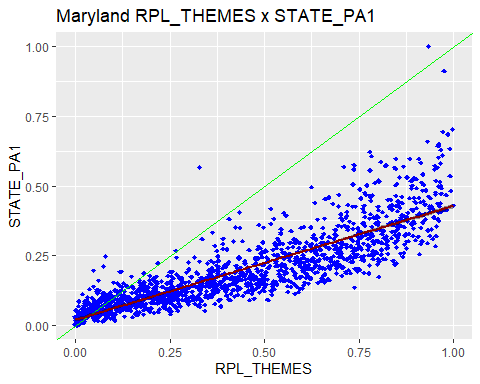 Maryland RPL_THEMES x STATE_PA1
1.00
0.75
0.50
0.25
0.00
STATE_PA1
0.00 0.25 0.50 0.75 1.00
RPL_THEMES